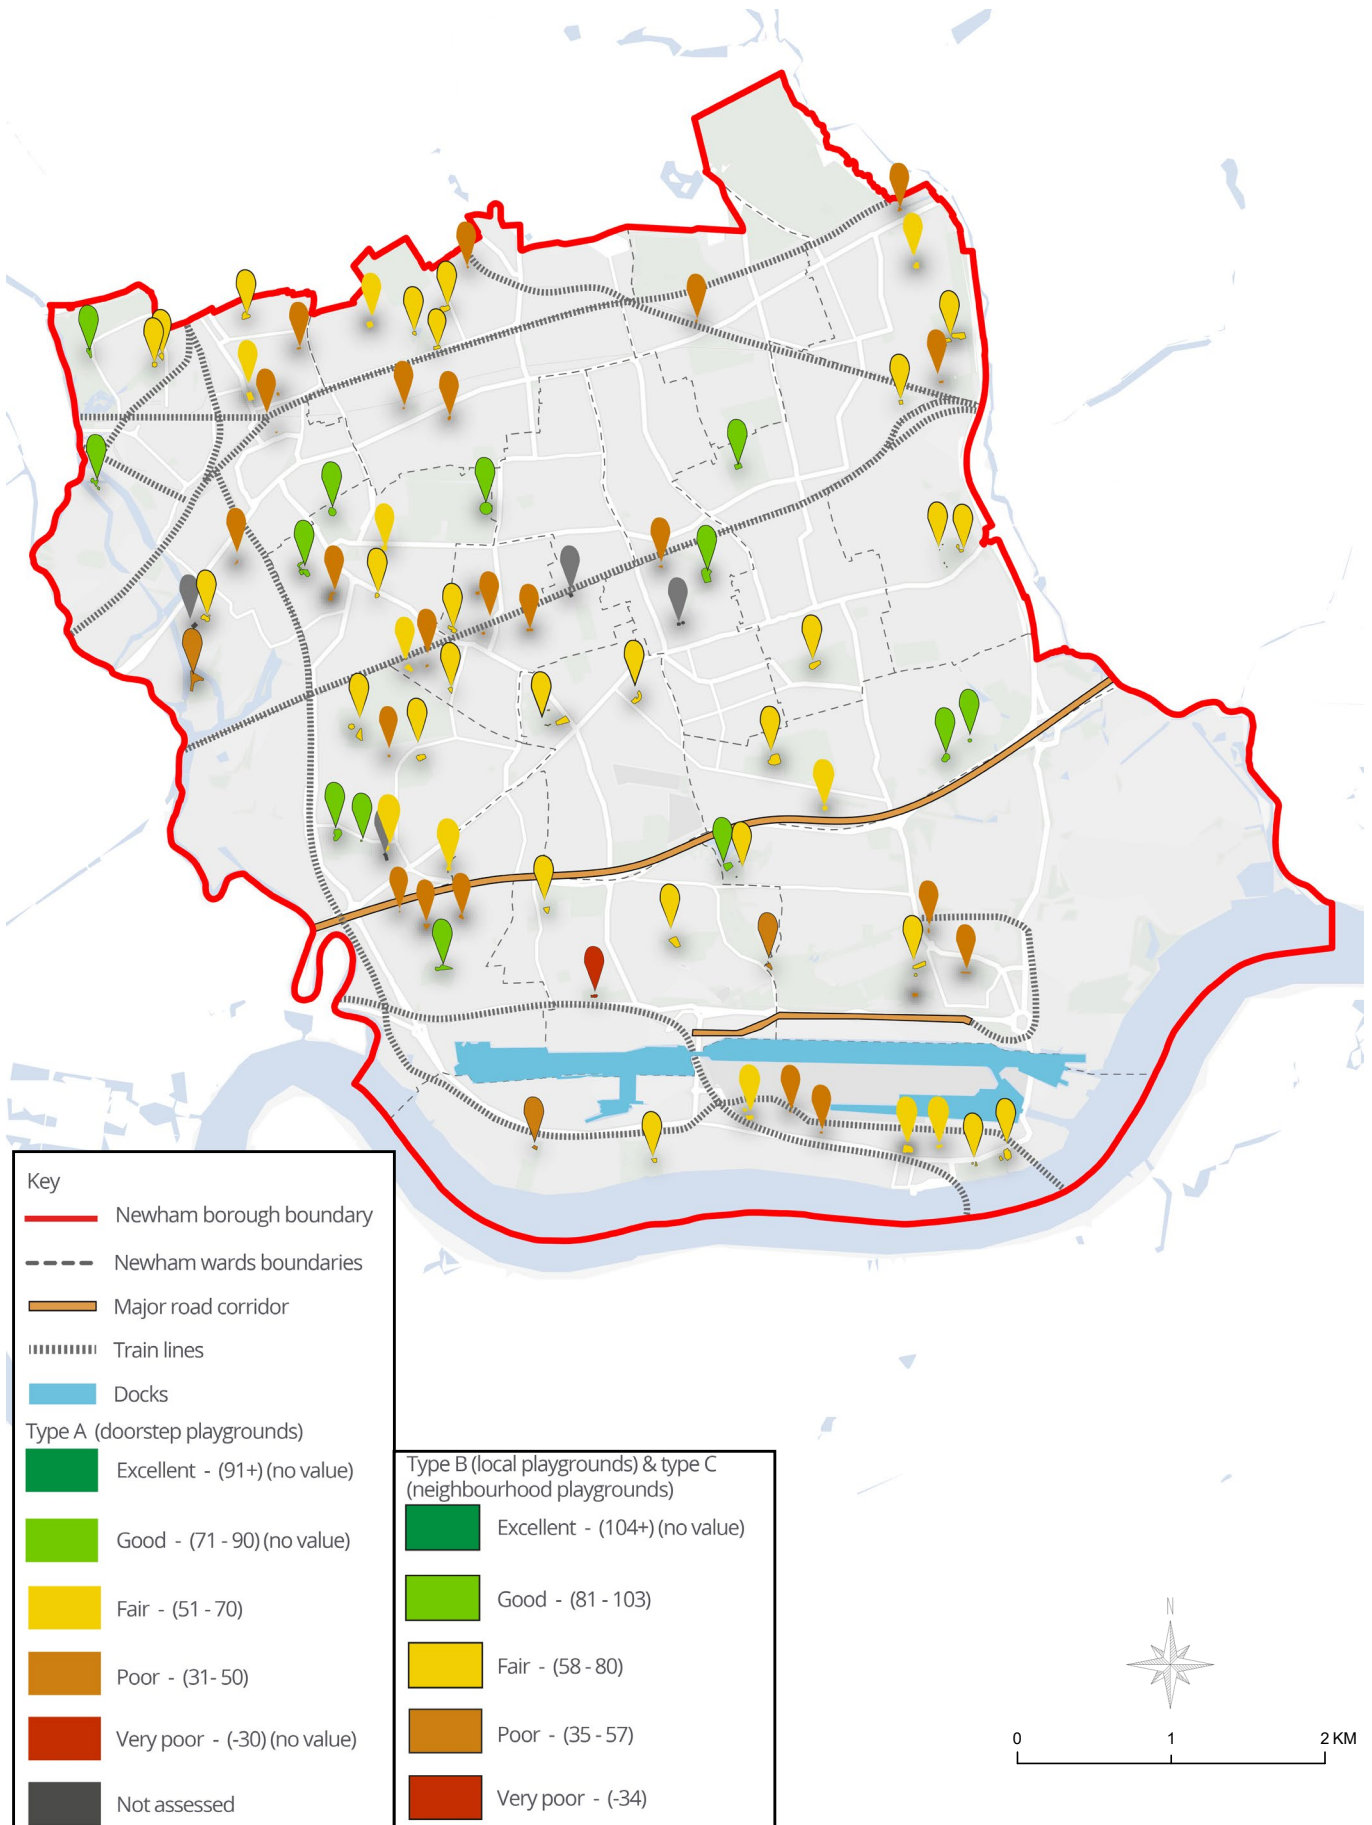 Key
Newham borough boundary
Newham wards boundaries
Major road corridor
Train lines
Docks
Type A (doorstep playgrounds)
Excellent - (91+) (no value)
Good - (71 - 90) (no value)
Fair - (51 - 70)
Poor - (31- 50)
Very poor - (-30) (no value)
Not assessed
Type B (local playgrounds) & type C
(neighbourhood playgrounds)
Excellent - (104+) (no value)
Good - (81 - 103)
Fair - (58 - 80)
Poor - (35 - 57)
Very poor - (-34)
N
0 1 2 KM